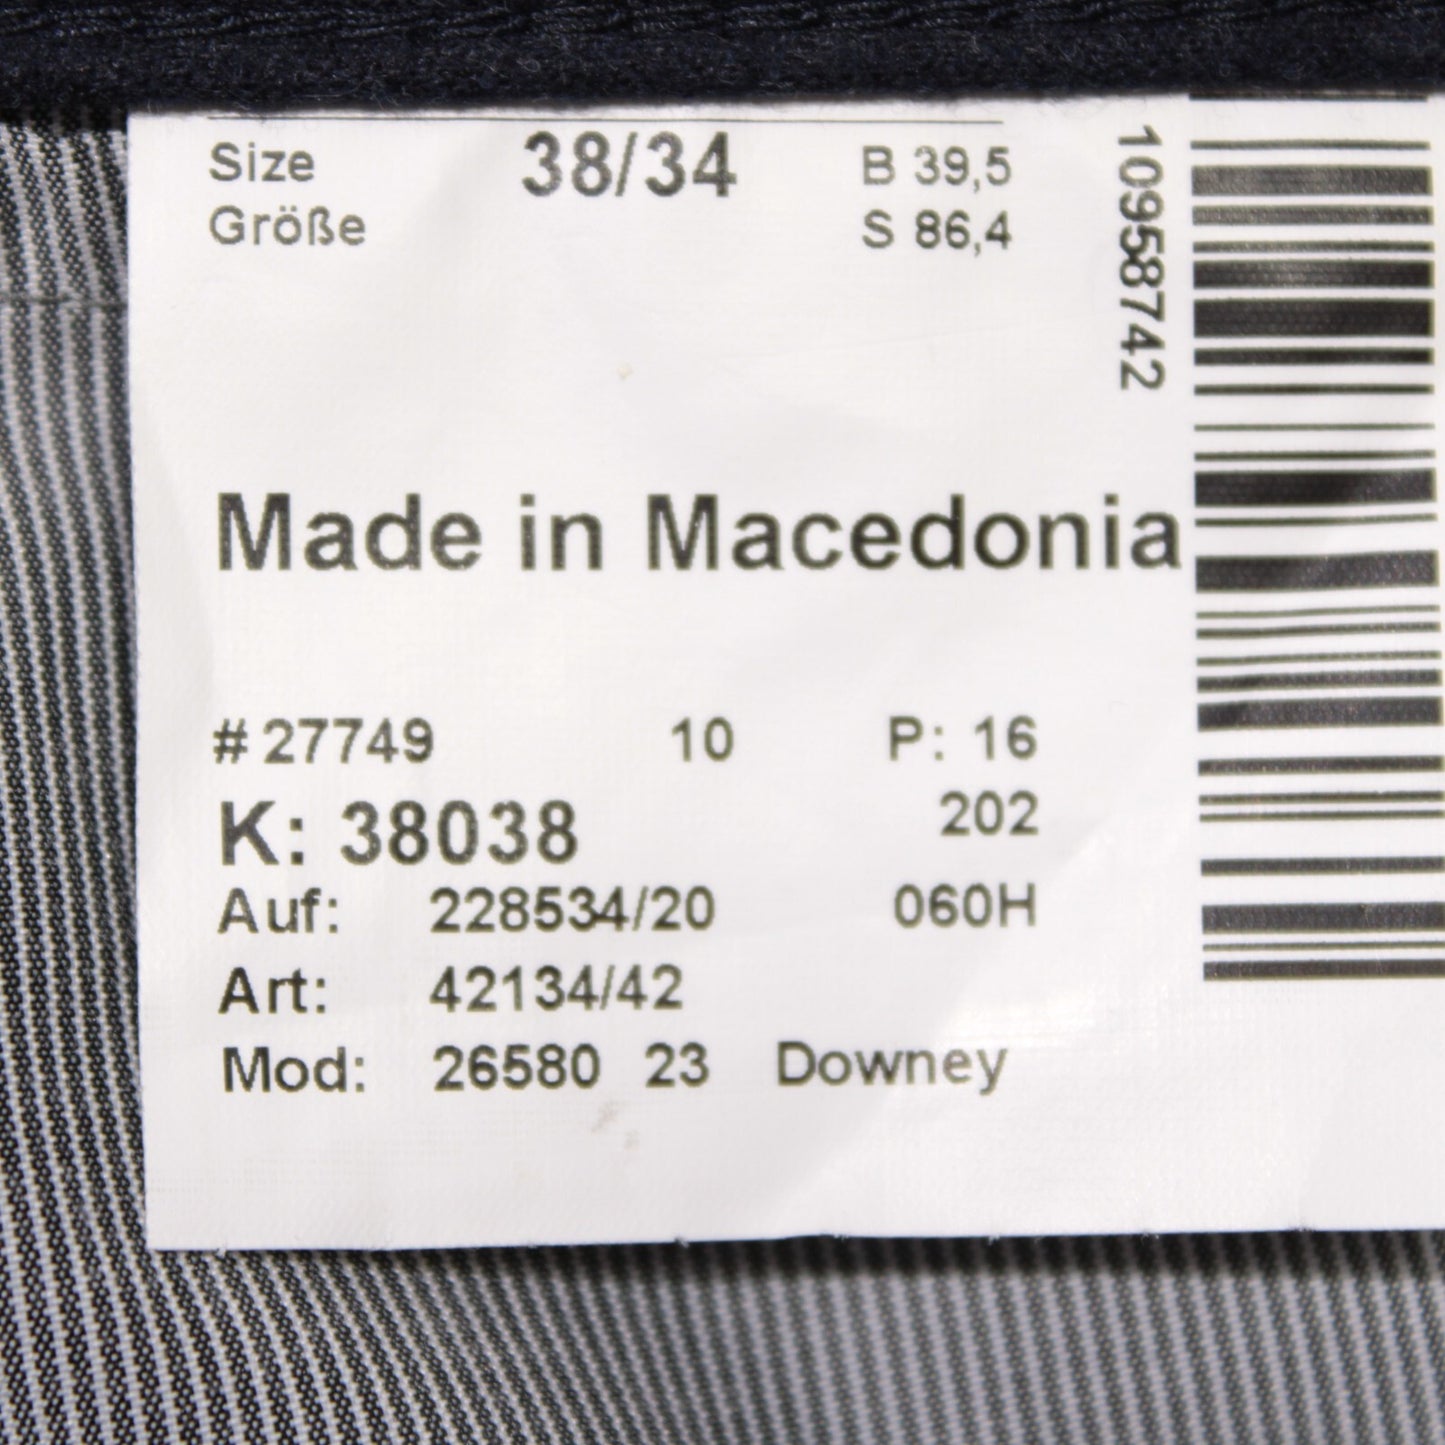 Size 38/34 B 39,5
Größe S 86,4
10958742
Made in Macedonia
# 27749 10 P: 16
K: 38038 202
Auf: 228534/20 060H
Art: 42134/42
Mod: 26580 23 Downey